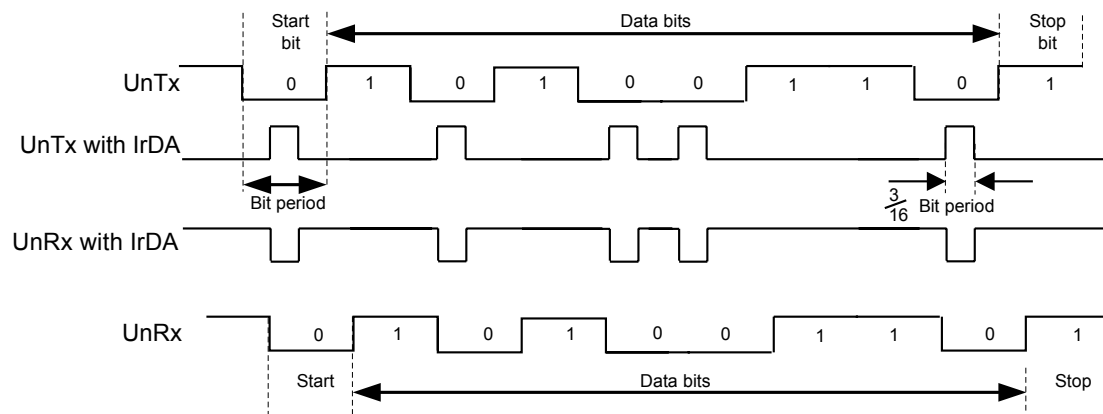 Start bit
Data bits
Stop bit
UnTx
0 1 0 1 0 0 1 1 0 1
UnTx with IrDA
Bit period
3/16 Bit period
UnRx with IrDA
UnRx
0 1 0 1 0 0 1 1 0 1
Start
Data bits
Stop